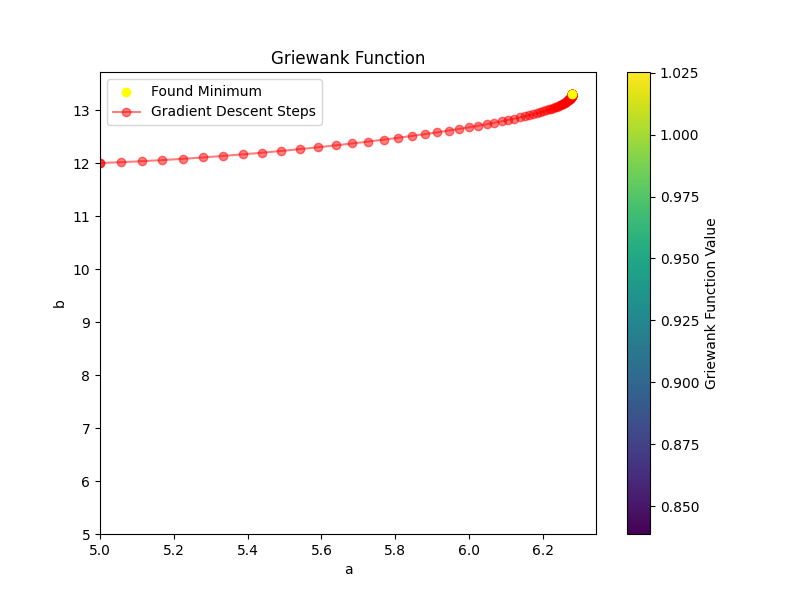 Griewank Function
Found Minimum
Gradient Descent Steps
13
12
11
10
9
8
7
6
5
b
5.0 5.2 5.4 5.6 5.8 6.0 6.2
a
1.025
1.000
0.975
0.950
0.925
0.900
0.875
0.850
Griewank Function Value